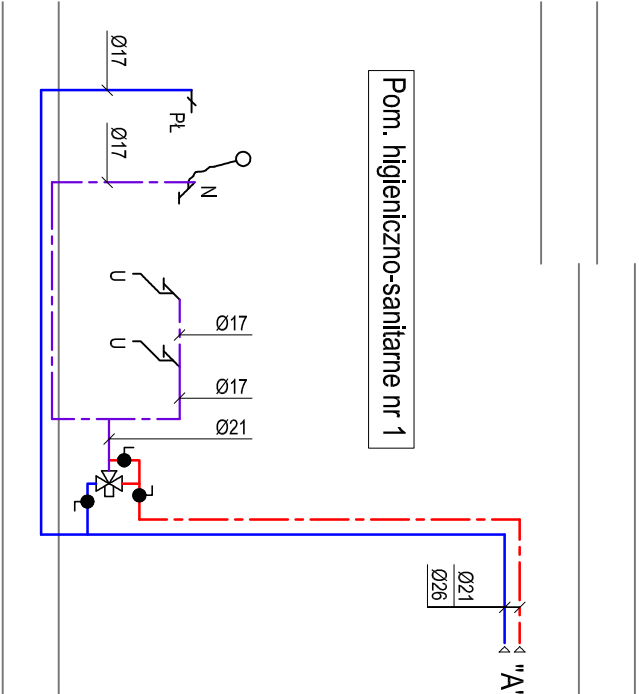 Ø17
PŁ
Ø17
N
Pom. higieniczno-sanitarne nr 1
U
Ø17
U
Ø17
Ø21
Ø21
Ø26
"A"